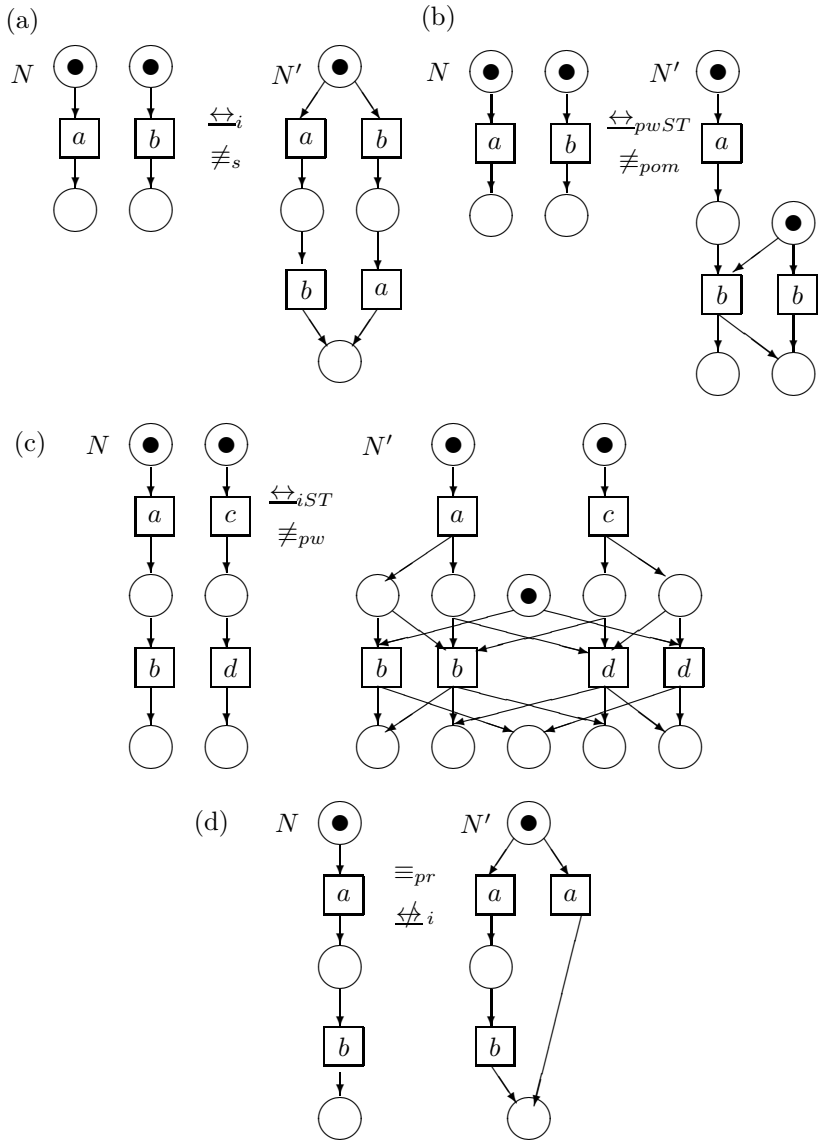 (a)
N N′
a b ↔̲ᵢ a b
≢ₛ
b a
(b)
N N′
a b ↔̲_{pwST} a
≢_{pom}
b b
(c)
N N′
a c ↔̲_{iST} a c
≢_{pw}
b d b b d d
(d)
N N′
a ≡_{pr} a a
↮̲ᵢ
b b